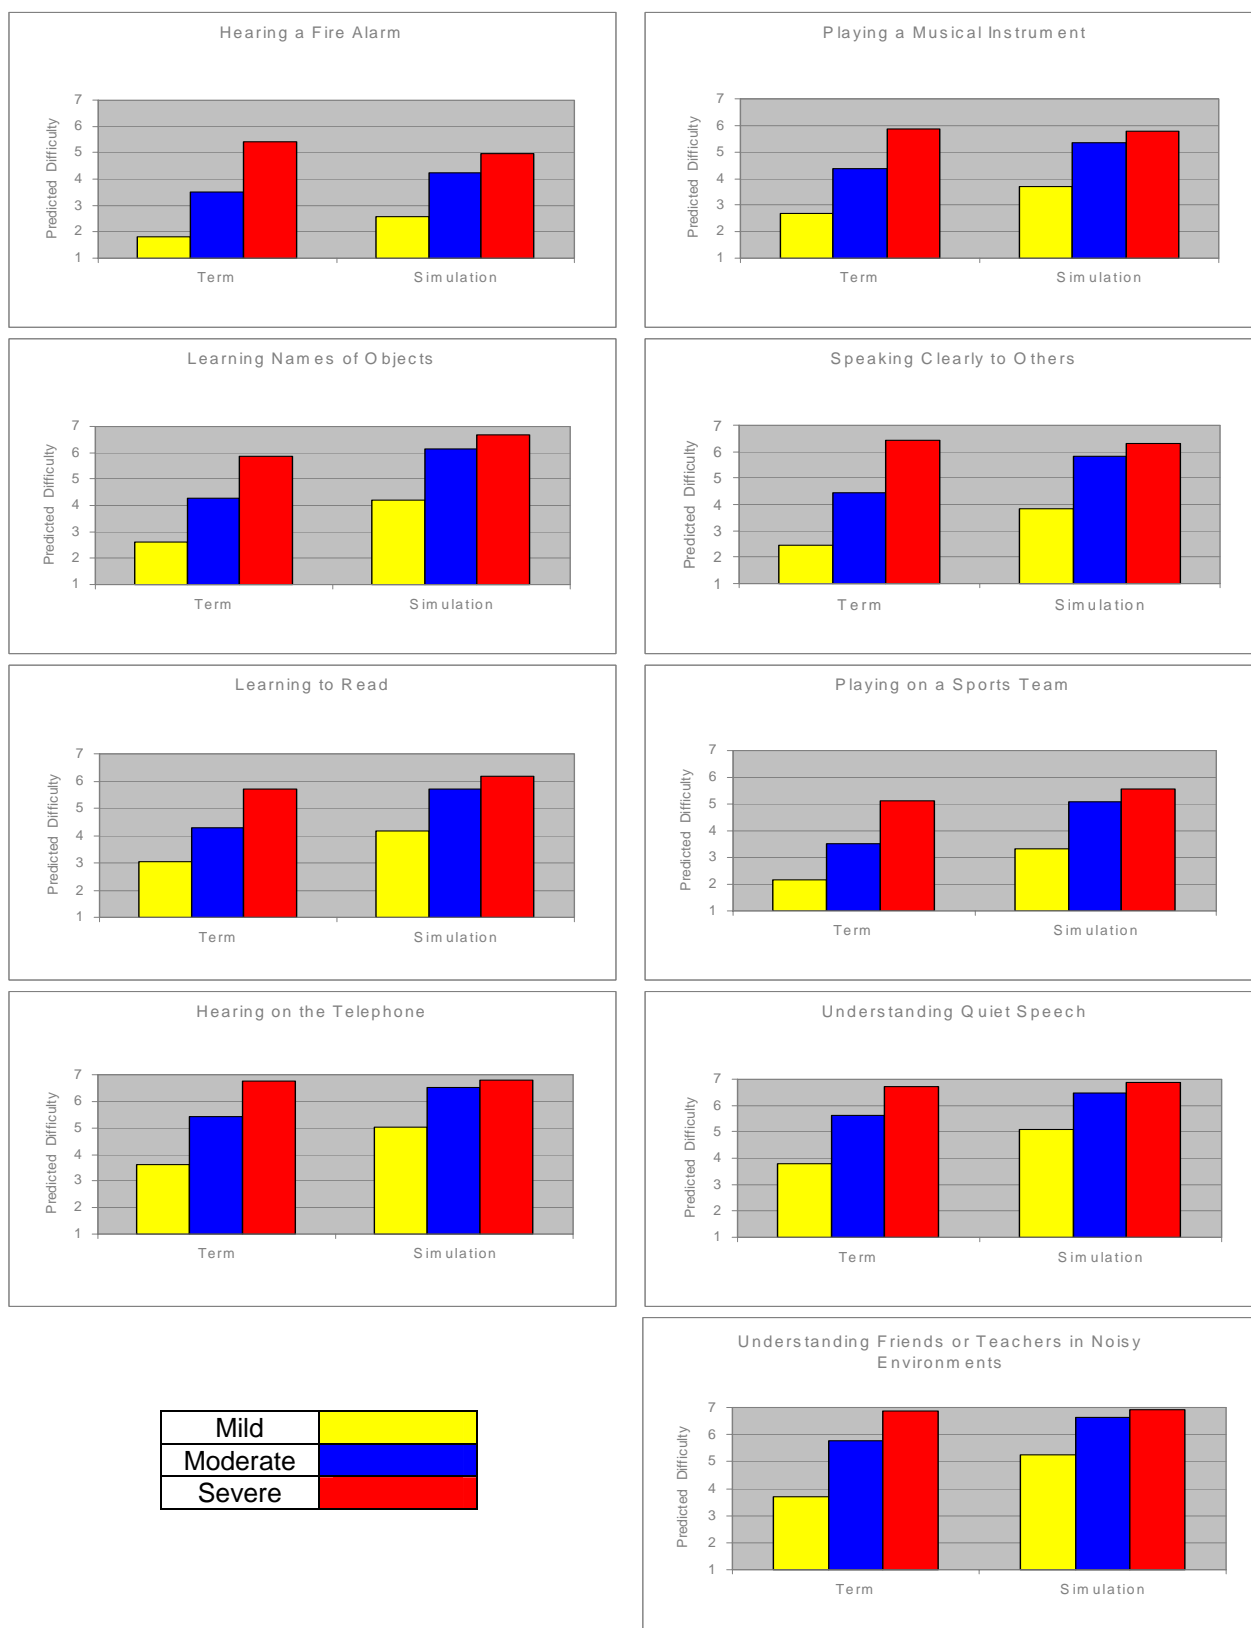 Hearing a Fire Alarm
Predicted Difficulty
7
6
5
4
3
2
1
Term Simulation
Playing a Musical Instrument
Predicted Difficulty
7
6
5
4
3
2
1
Term Simulation
Learning Names of Objects
Predicted Difficulty
7
6
5
4
3
2
1
Term Simulation
Speaking Clearly to Others
Predicted Difficulty
7
6
5
4
3
2
1
Term Simulation
Learning to Read
Predicted Difficulty
7
6
5
4
3
2
1
Term Simulation
Playing on a Sports Team
Predicted Difficulty
7
6
5
4
3
2
1
Term Simulation
Hearing on the Telephone
Predicted Difficulty
7
6
5
4
3
2
1
Term Simulation
Understanding Quiet Speech
Predicted Difficulty
7
6
5
4
3
2
1
Term Simulation
Mild
Moderate
Severe
Understanding Friends or Teachers in Noisy
Environments
Predicted Difficulty
7
6
5
4
3
2
1
Term Simulation